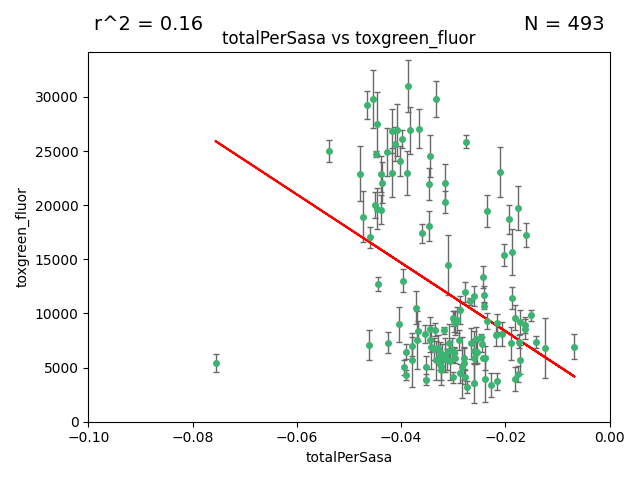 r^2 = 0.16
N = 493
totalPerSasa vs toxgreen_fluor
toxgreen_fluor
30000
25000
20000
15000
10000
5000
0
−0.10
−0.08
−0.06
−0.04
−0.02
0.00
totalPerSasa